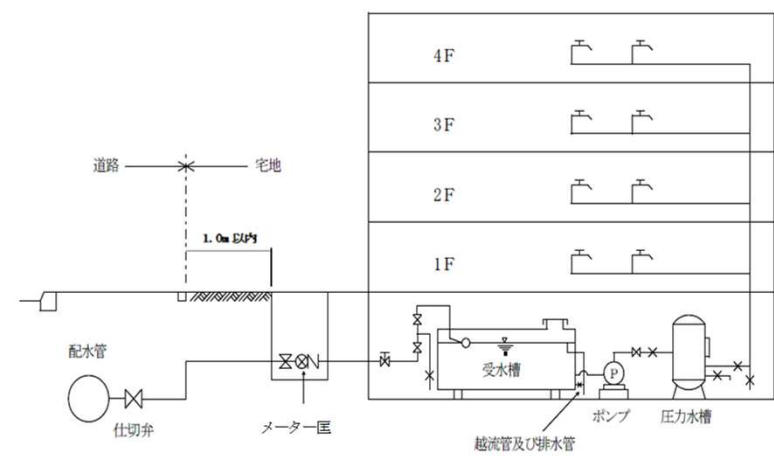 4F
3F
道路
宅地
2F
1.0m以内
1F
配水管
受水槽
P
仕切弁
メーター匡
ポンプ
圧力水槽
越流管及び排水管